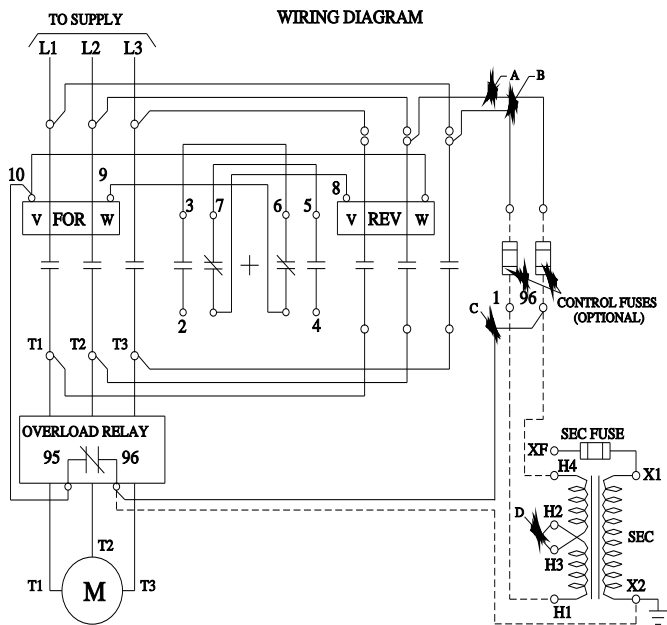 WIRING DIAGRAM
TO SUPPLY
L1 L2 L3
A B
10 9 8
3 7 6 5
V FOR W
V REV W
1 96
CONTROL FUSES
(OPTIONAL)
C
2 4
T1 T2 T3
OVERLOAD RELAY
95 96
SEC FUSE
XF
H4 X1
D H2
SEC
H3
T2
T1 M T3
X2
H1